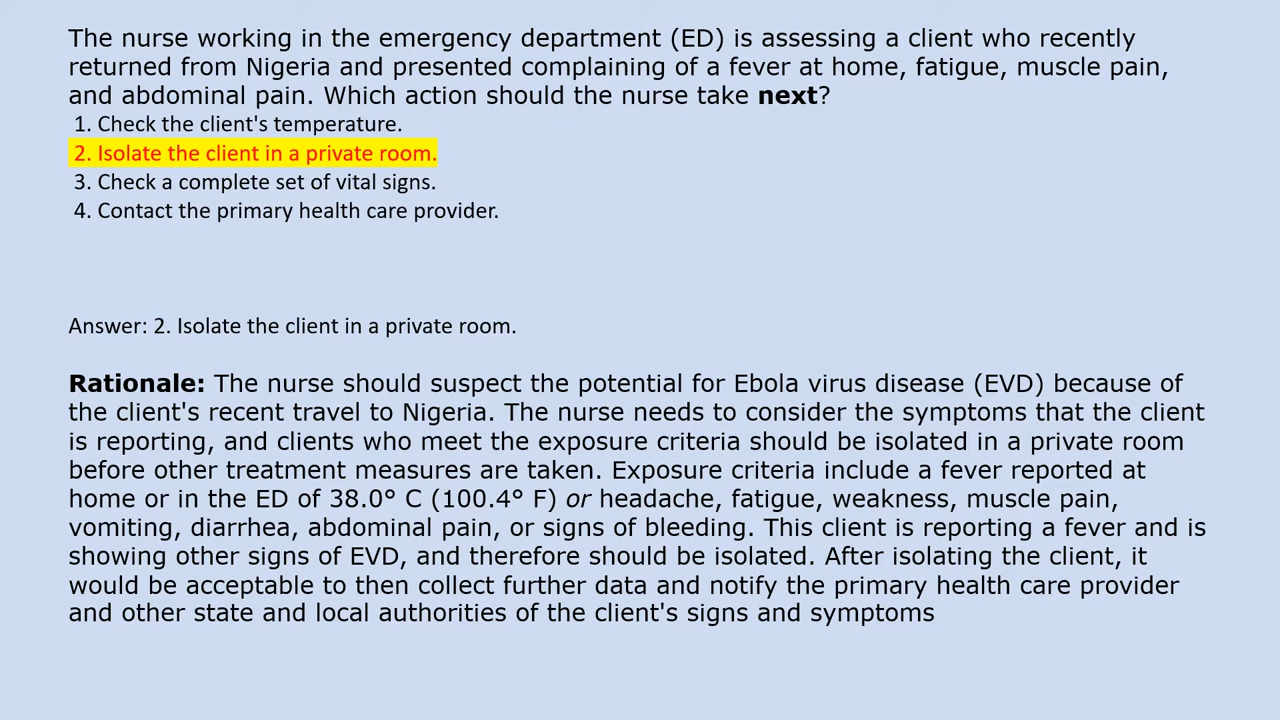 The nurse working in the emergency department (ED) is assessing a client who recently
returned from Nigeria and presented complaining of a fever at home, fatigue, muscle pain,
and abdominal pain. Which action should the nurse take next?
1. Check the client's temperature.
2. Isolate the client in a private room.
3. Check a complete set of vital signs.
4. Contact the primary health care provider.
Answer: 2. Isolate the client in a private room.
Rationale: The nurse should suspect the potential for Ebola virus disease (EVD) because of
the client's recent travel to Nigeria. The nurse needs to consider the symptoms that the client
is reporting, and clients who meet the exposure criteria should be isolated in a private room
before other treatment measures are taken. Exposure criteria include a fever reported at
home or in the ED of 38.0° C (100.4° F) or headache, fatigue, weakness, muscle pain,
vomiting, diarrhea, abdominal pain, or signs of bleeding. This client is reporting a fever and is
showing other signs of EVD, and therefore should be isolated. After isolating the client, it
would be acceptable to then collect further data and notify the primary health care provider
and other state and local authorities of the client's signs and symptoms